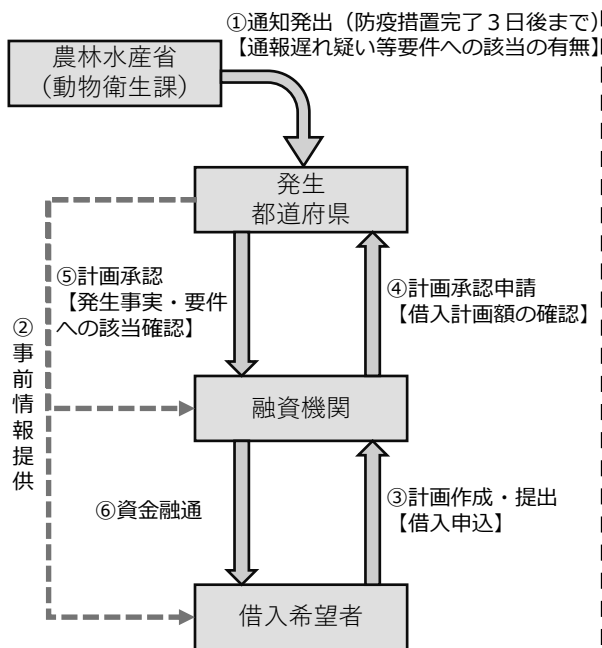 ①通知発出（防疫措置完了３日後まで）
【通報遅れ疑い等要件への該当の有無】
農林水産省
（動物衛生課）
発生
都道府県
⑤計画承認
【発生事実・要件
への該当確認】
④計画承認申請
【借入計画額の確認】
②事前情報提供
融資機関
⑥資金融通
③計画作成・提出
【借入申込】
借入希望者